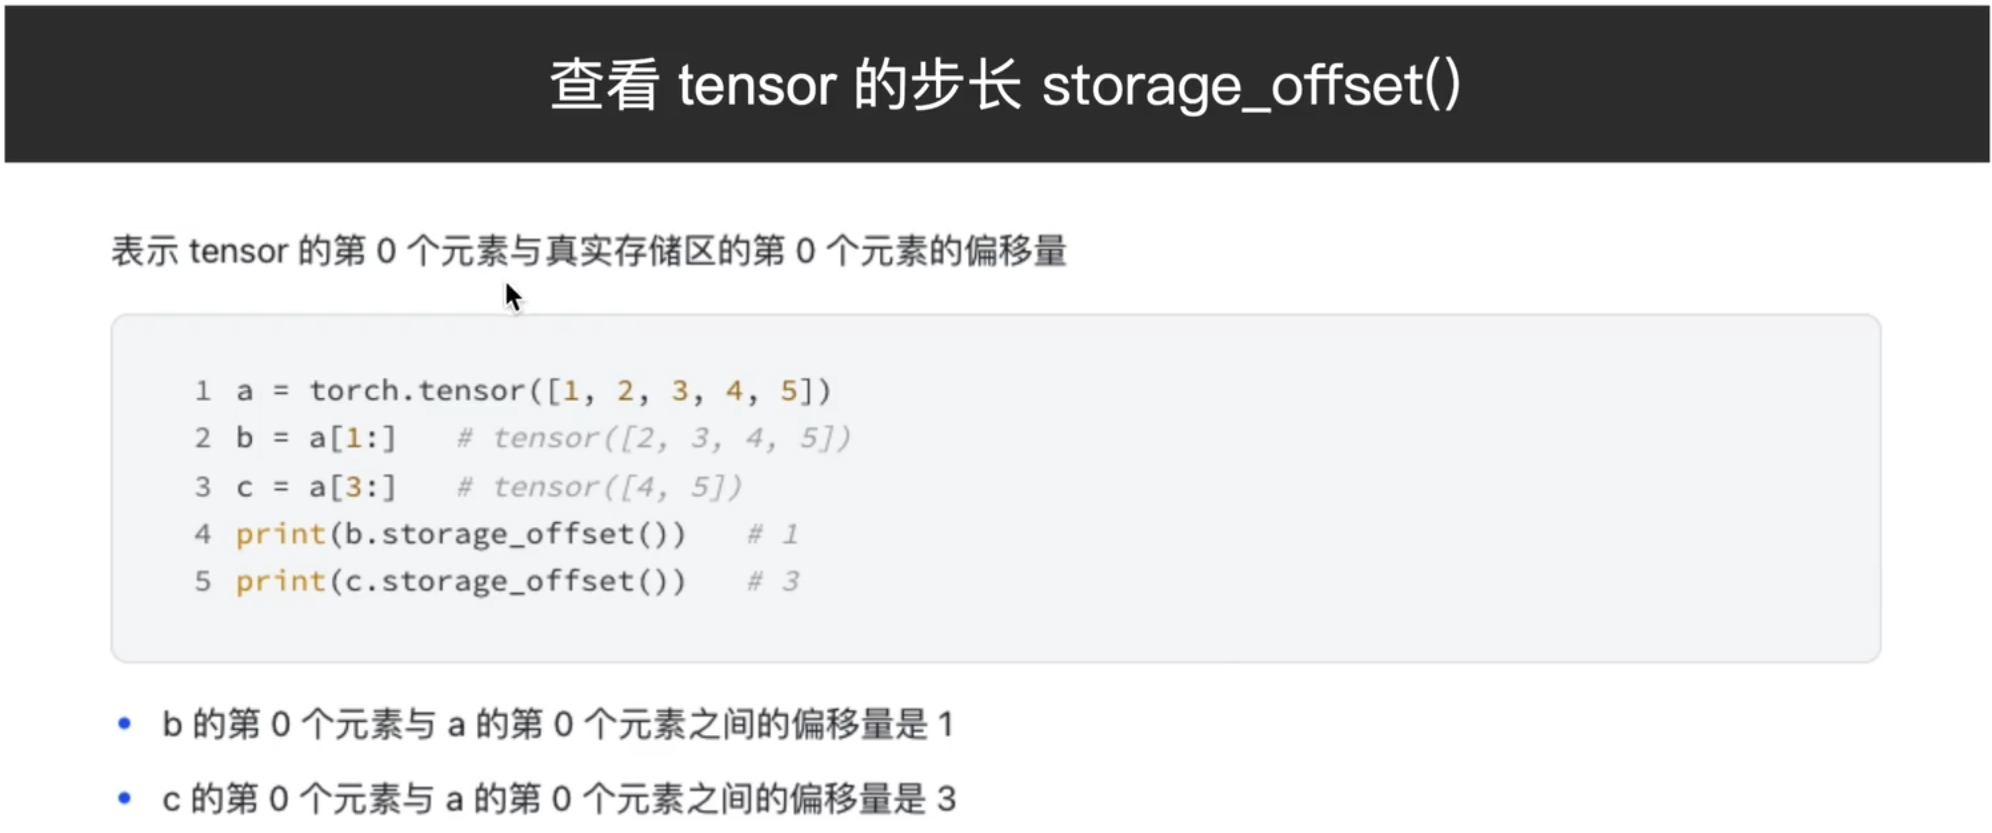 查看 tensor 的步长 storage_offset()
表示 tensor 的第 0 个元素与真实存储区的第 0 个元素的偏移量
1 a = torch.tensor([1, 2, 3, 4, 5])
2 b = a[1:]   # tensor([2, 3, 4, 5])
3 c = a[3:]   # tensor([4, 5])
4 print(b.storage_offset())   # 1
5 print(c.storage_offset())   # 3
• b 的第 0 个元素与 a 的第 0 个元素之间的偏移量是 1
• c 的第 0 个元素与 a 的第 0 个元素之间的偏移量是 3